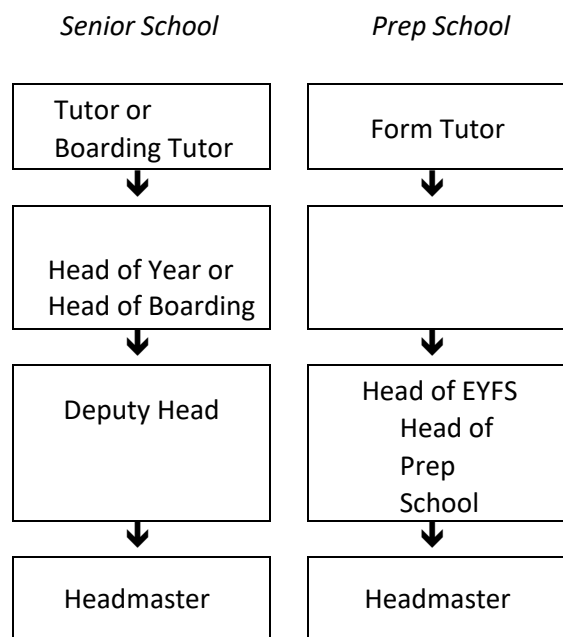 Senior School
Prep School
Tutor or
Boarding Tutor
Form Tutor
Head of Year or
Head of Boarding
Deputy Head
Head of EYFS
Head of
Prep
School
Headmaster
Headmaster